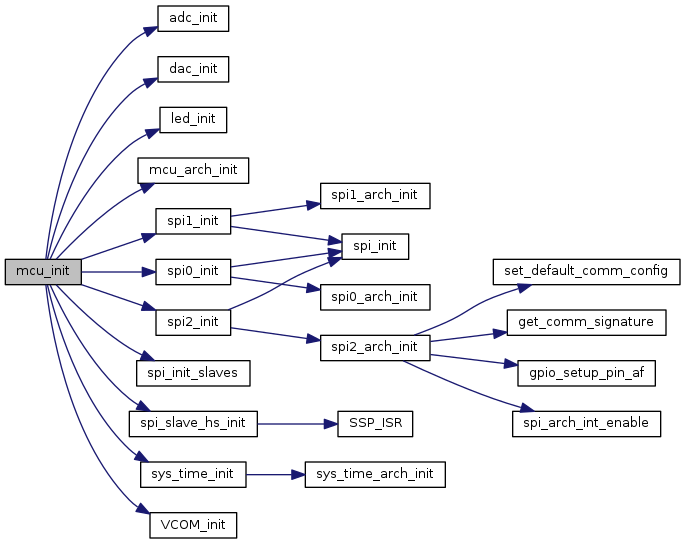 adc_init
dac_init
led_init
mcu_arch_init
spi1_arch_init
spi1_init
spi_init
mcu_init
spi0_init
set_default_comm_config
spi0_arch_init
spi2_init
get_comm_signature
spi2_arch_init
spi_init_slaves
gpio_setup_pin_af
spi_slave_hs_init
SSP_ISR
spi_arch_int_enable
sys_time_init
sys_time_arch_init
VCOM_init